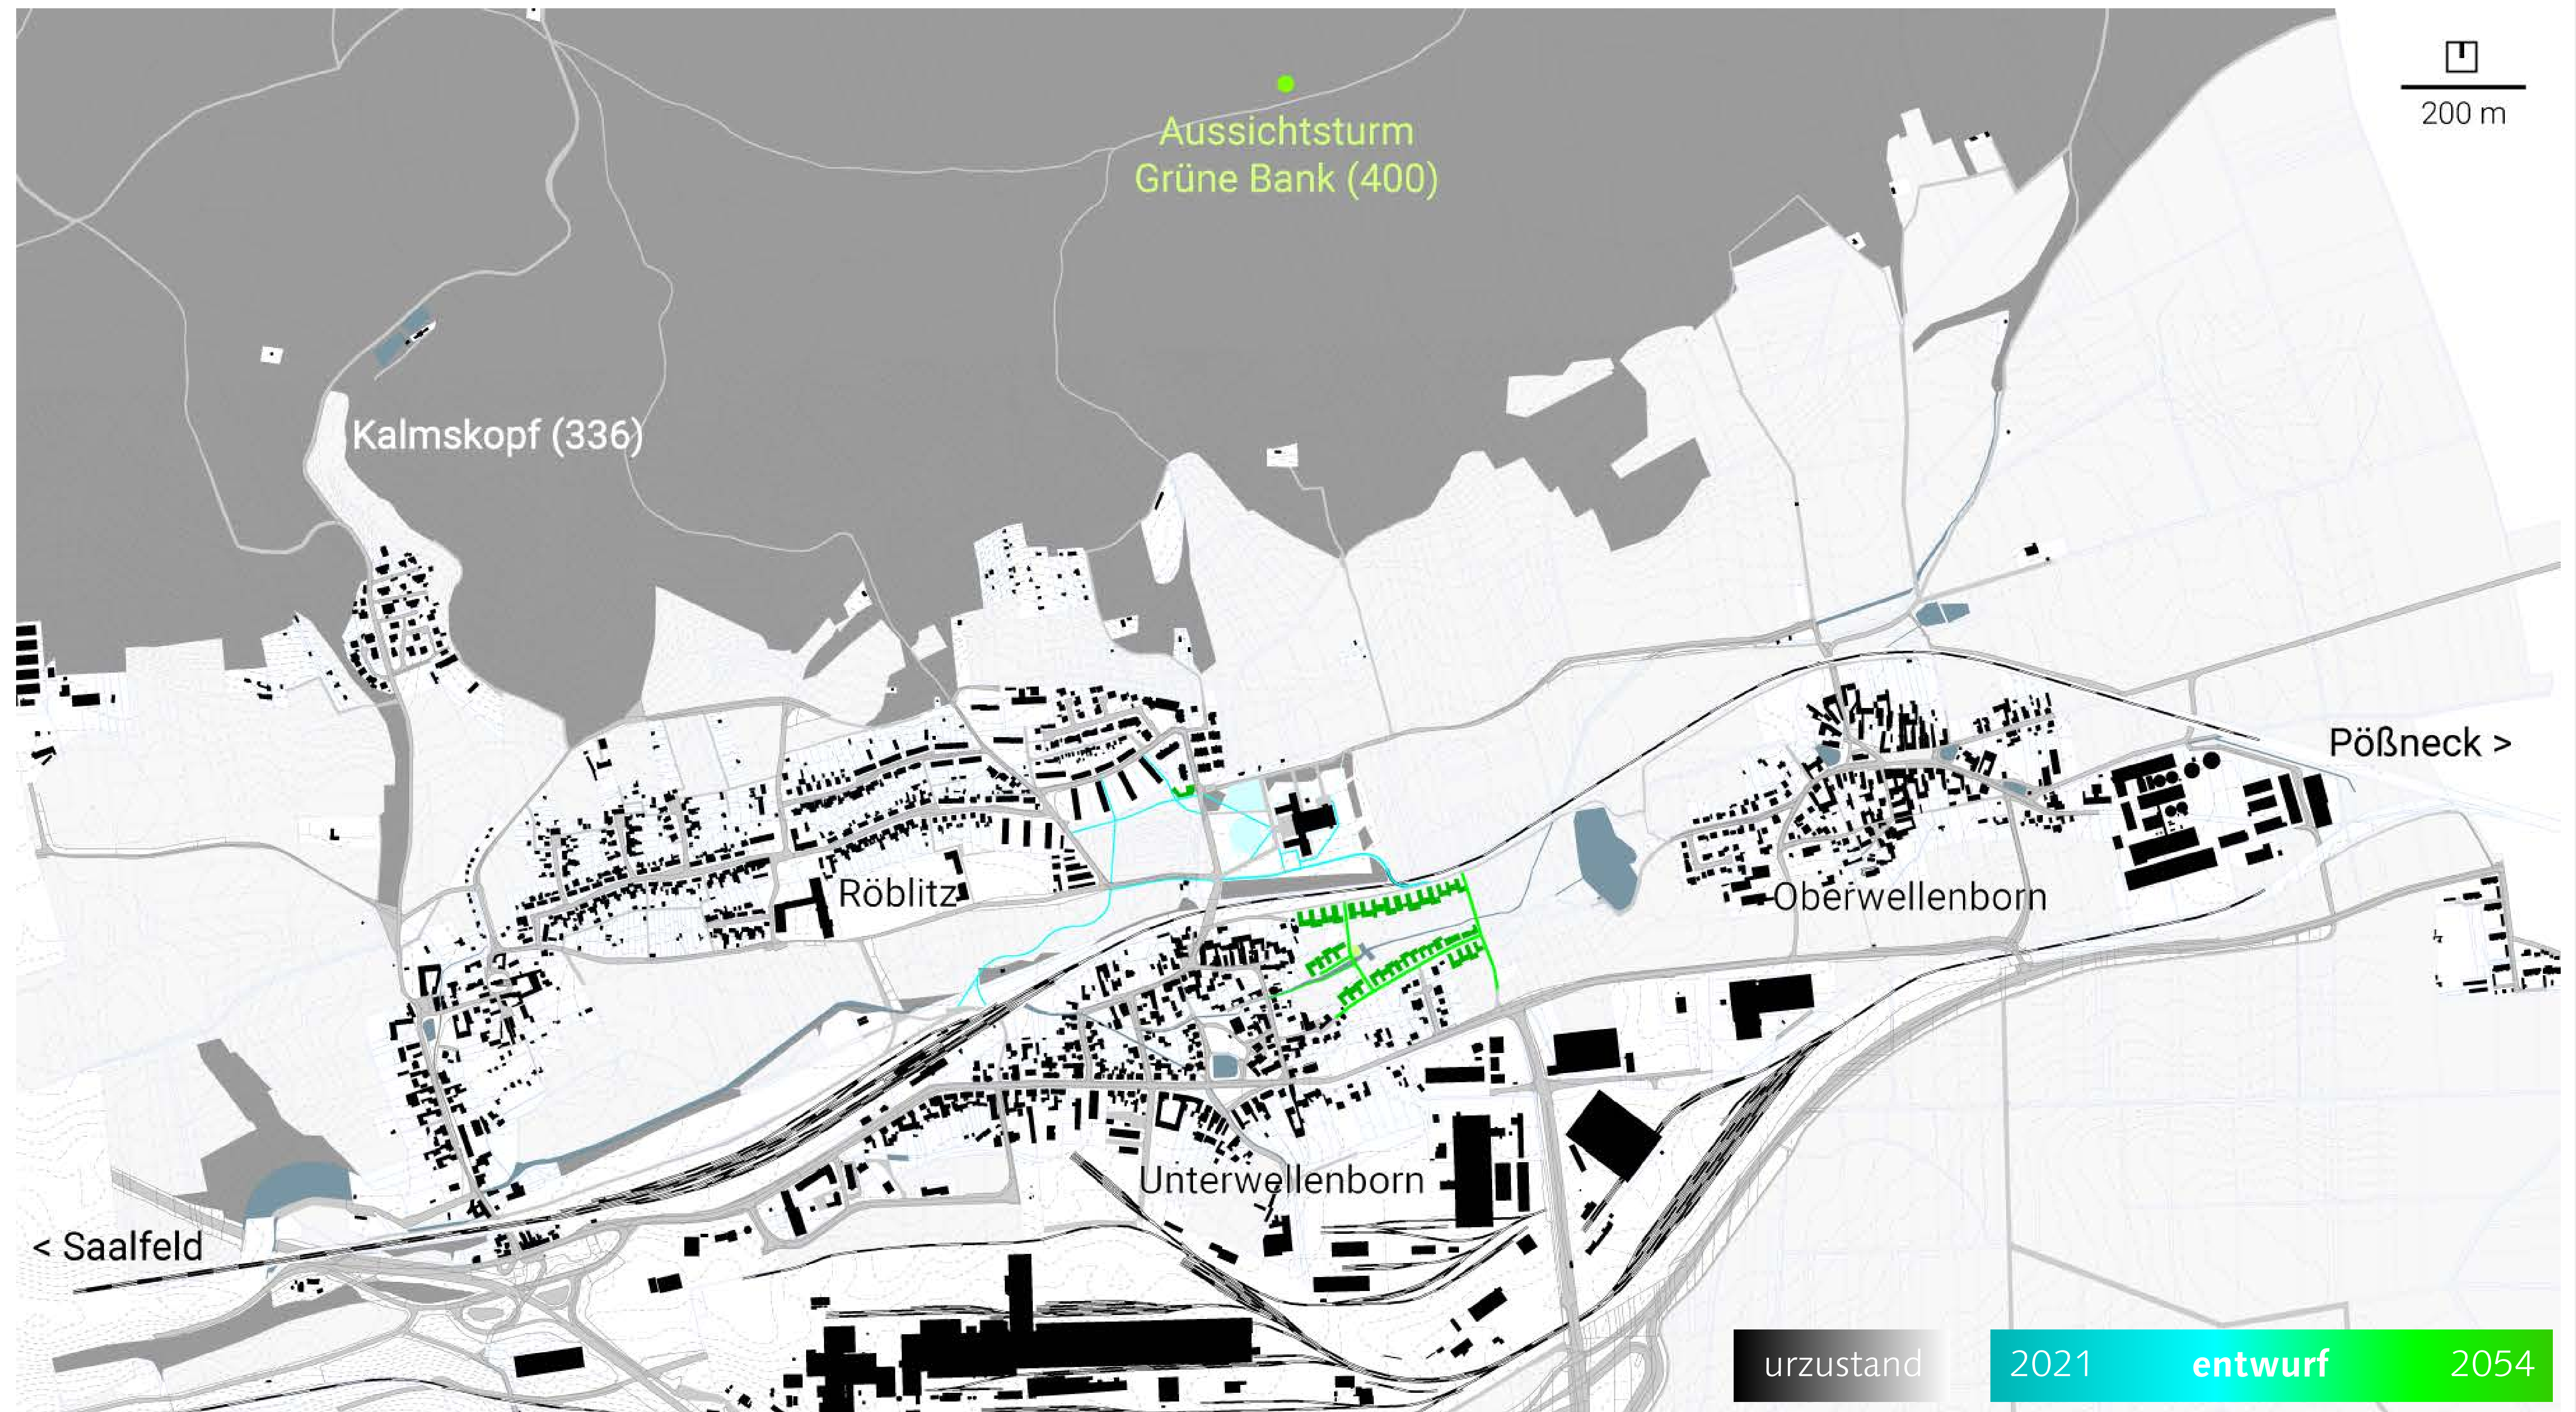 200 m
Aussichtsturm
Grüne Bank (400)
Kalmskopf (336)
Pößneck >
Röblitz
Oberwellenborn
Unterwellenborn
< Saalfeld
urzustand
2021 entwurf 2054